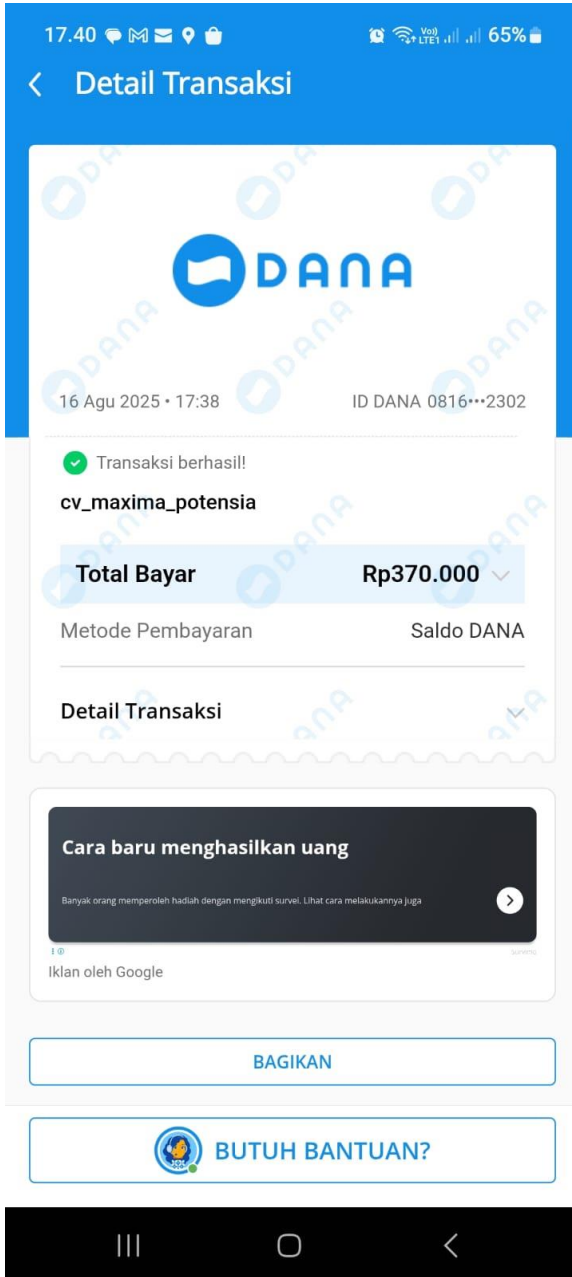 17.40
Vo)) LTE1 65%
Detail Transaksi
DANA
16 Agu 2025 • 17:38 ID DANA 0816•••2302
Transaksi berhasil!
cv_maxima_potensia
Total Bayar Rp370.000
Metode Pembayaran Saldo DANA
Detail Transaksi
Cara baru menghasilkan uang
Banyak orang memperoleh hadiah dengan mengikuti survei. Lihat cara melakukannya juga
Iklan oleh Google
BAGIKAN
BUTUH BANTUAN?